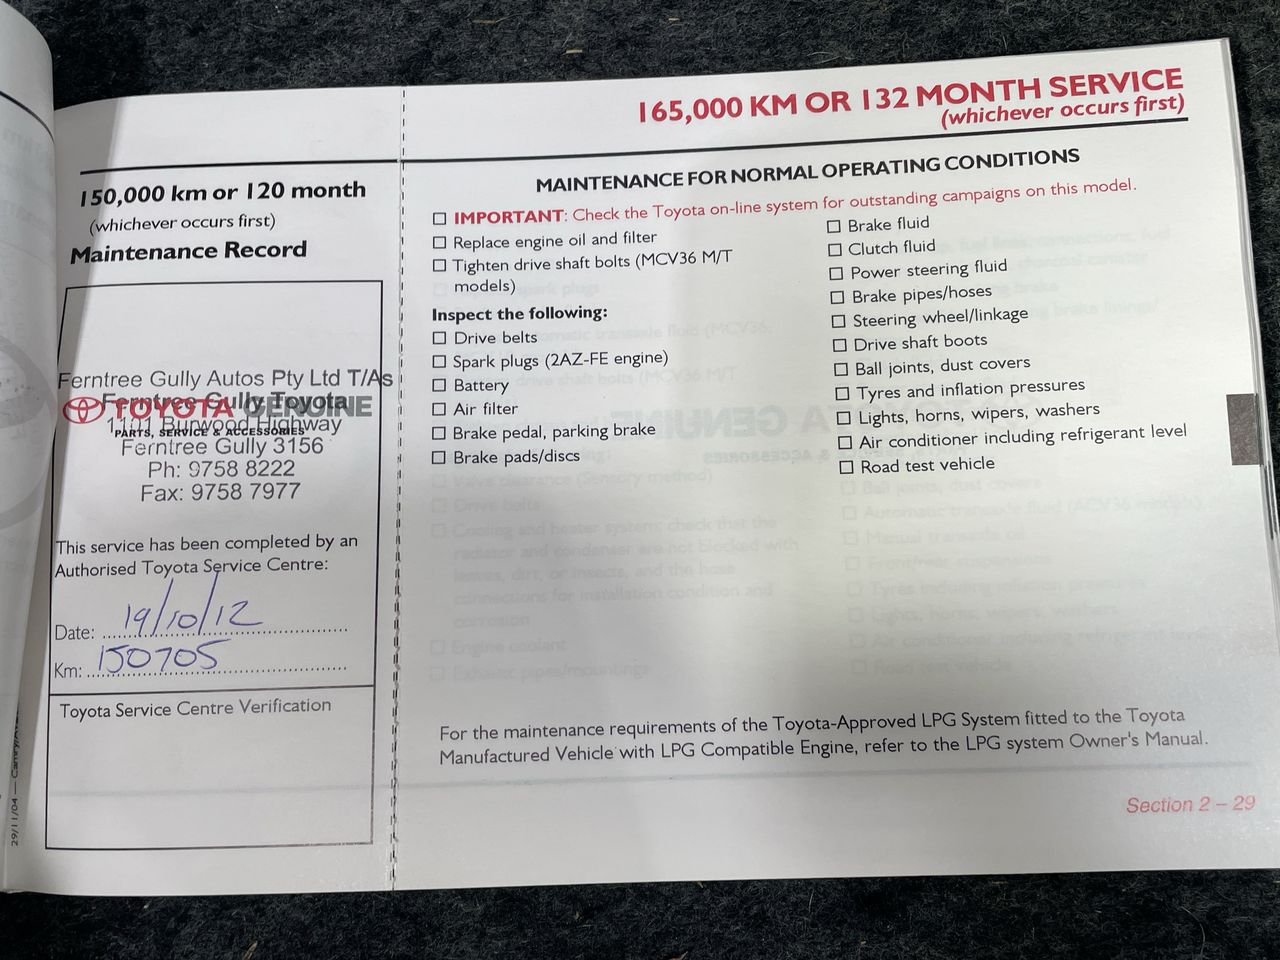 165,000 KM OR 132 MONTH SERVICE
(whichever occurs first)
150,000 km or 120 month
(whichever occurs first)
Maintenance Record
Ferntree Gully Autos Pty Ltd T/As
Ferntree Gully Toyota
TOYOTA GENUINE
1101 Burwood Highway
PARTS, SERVICE & ACCESSORIES
Ferntree Gully 3156
Ph: 9758 8222
Fax: 9758 7977
This service has been completed by an
Authorised Toyota Service Centre:
Date: 19/10/12
Km: 150705
Toyota Service Centre Verification
MAINTENANCE FOR NORMAL OPERATING CONDITIONS
IMPORTANT: Check the Toyota on-line system for outstanding campaigns on this model.
Replace engine oil and filter
Tighten drive shaft bolts (MCV36 M/T
models)
Inspect the following:
Drive belts
Spark plugs (2AZ-FE engine)
Battery
Air filter
Brake pedal, parking brake
Brake pads/discs
Brake fluid
Clutch fluid
Power steering fluid
Brake pipes/hoses
Steering wheel/linkage
Drive shaft boots
Ball joints, dust covers
Tyres and inflation pressures
Lights, horns, wipers, washers
Air conditioner including refrigerant level
Road test vehicle
For the maintenance requirements of the Toyota-Approved LPG System fitted to the Toyota
Manufactured Vehicle with LPG Compatible Engine, refer to the LPG system Owner's Manual.
Section 2 – 29
29/11/04 —